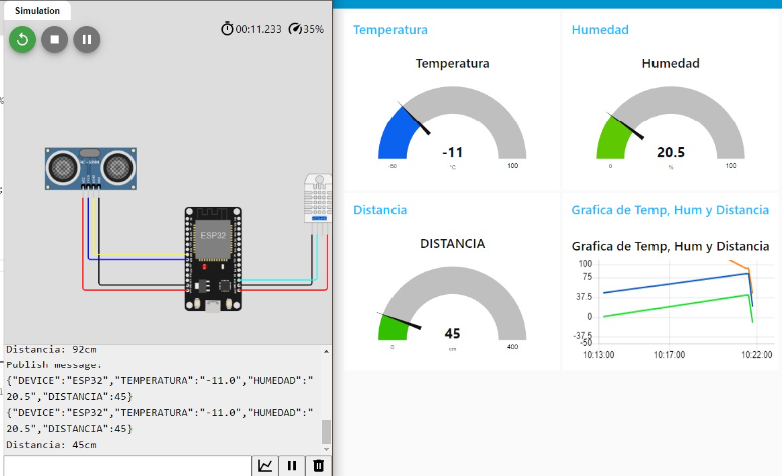 Simulation
00:11.233 35%
HC-SR04
ESP32
Distancia: 92cm
Publish message:
{"DEVICE":"ESP32","TEMPERATURA":"-11.0","HUMEDAD":"
20.5","DISTANCIA":45}
{"DEVICE":"ESP32","TEMPERATURA":"-11.0","HUMEDAD":"
20.5","DISTANCIA":45}
Distancia: 45cm
Temperatura
Temperatura
-11
-50 °C 100
Humedad
Humedad
20.5
0 % 100
Distancia
DISTANCIA
45
0 cm 400
Grafica de Temp, Hum y Distancia
Grafica de Temp, Hum y Distancia
100
75
37.5
0
-37.5
-50
10:13:00 10:17:00 10:22:00